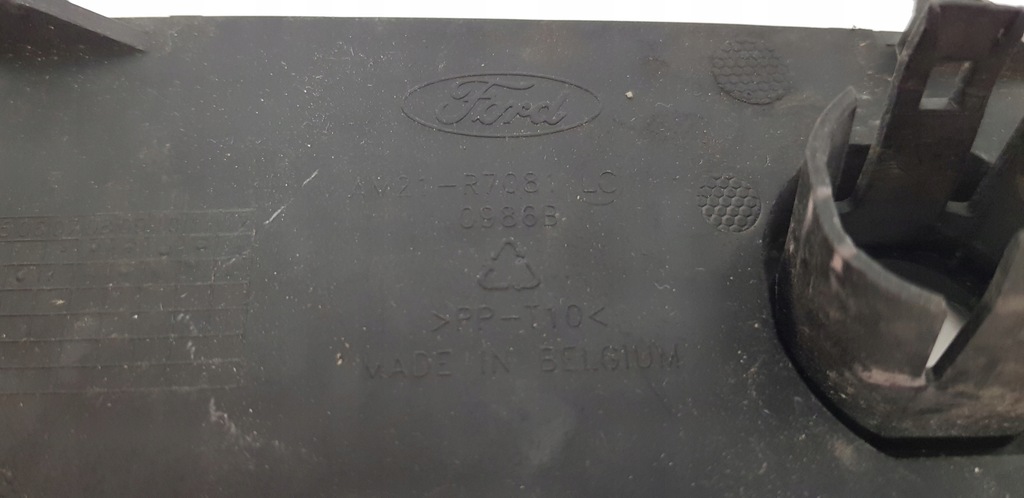 Ford
AM21-R7081 LC
0986B
>PP-T10<
MADE IN BELGIUM